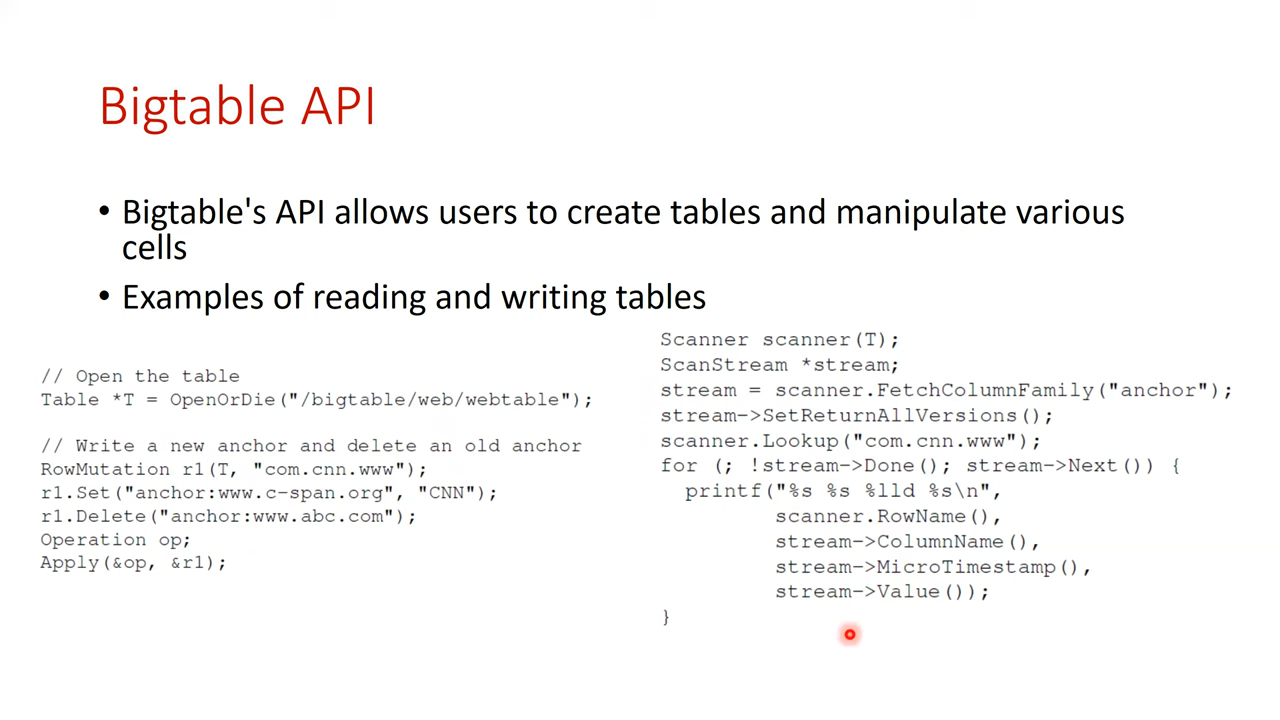 Bigtable API
• Bigtable's API allows users to create tables and manipulate various
cells
• Examples of reading and writing tables
// Open the table
Table *T = OpenOrDie("/bigtable/web/webtable");
// Write a new anchor and delete an old anchor
RowMutation r1(T, "com.cnn.www");
r1.Set("anchor:www.c-span.org", "CNN");
r1.Delete("anchor:www.abc.com");
Operation op;
Apply(&op, &r1);
Scanner scanner(T);
ScanStream *stream;
stream = scanner.FetchColumnFamily("anchor");
stream->SetReturnAllVersions();
scanner.Lookup("com.cnn.www");
for (; !stream->Done(); stream->Next()) {
printf("%s %s %lld %s\n",
scanner.RowName(),
stream->ColumnName(),
stream->MicroTimestamp(),
stream->Value());
}